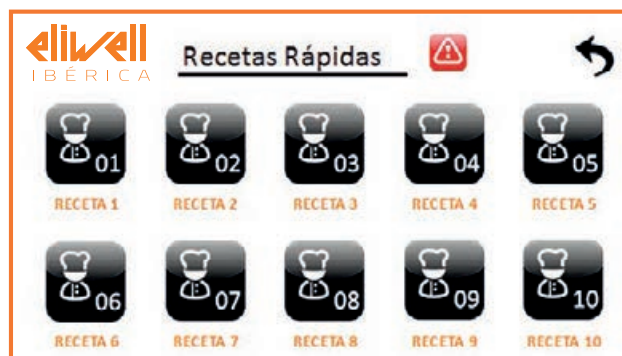 eliwell
IBÉRICA
Recetas Rápidas
01 02 03 04 05
RECETA 1 RECETA 2 RECETA 3 RECETA 4 RECETA 5
06 07 08 09 10
RECETA 6 RECETA 7 RECETA 8 RECETA 9 RECETA 10